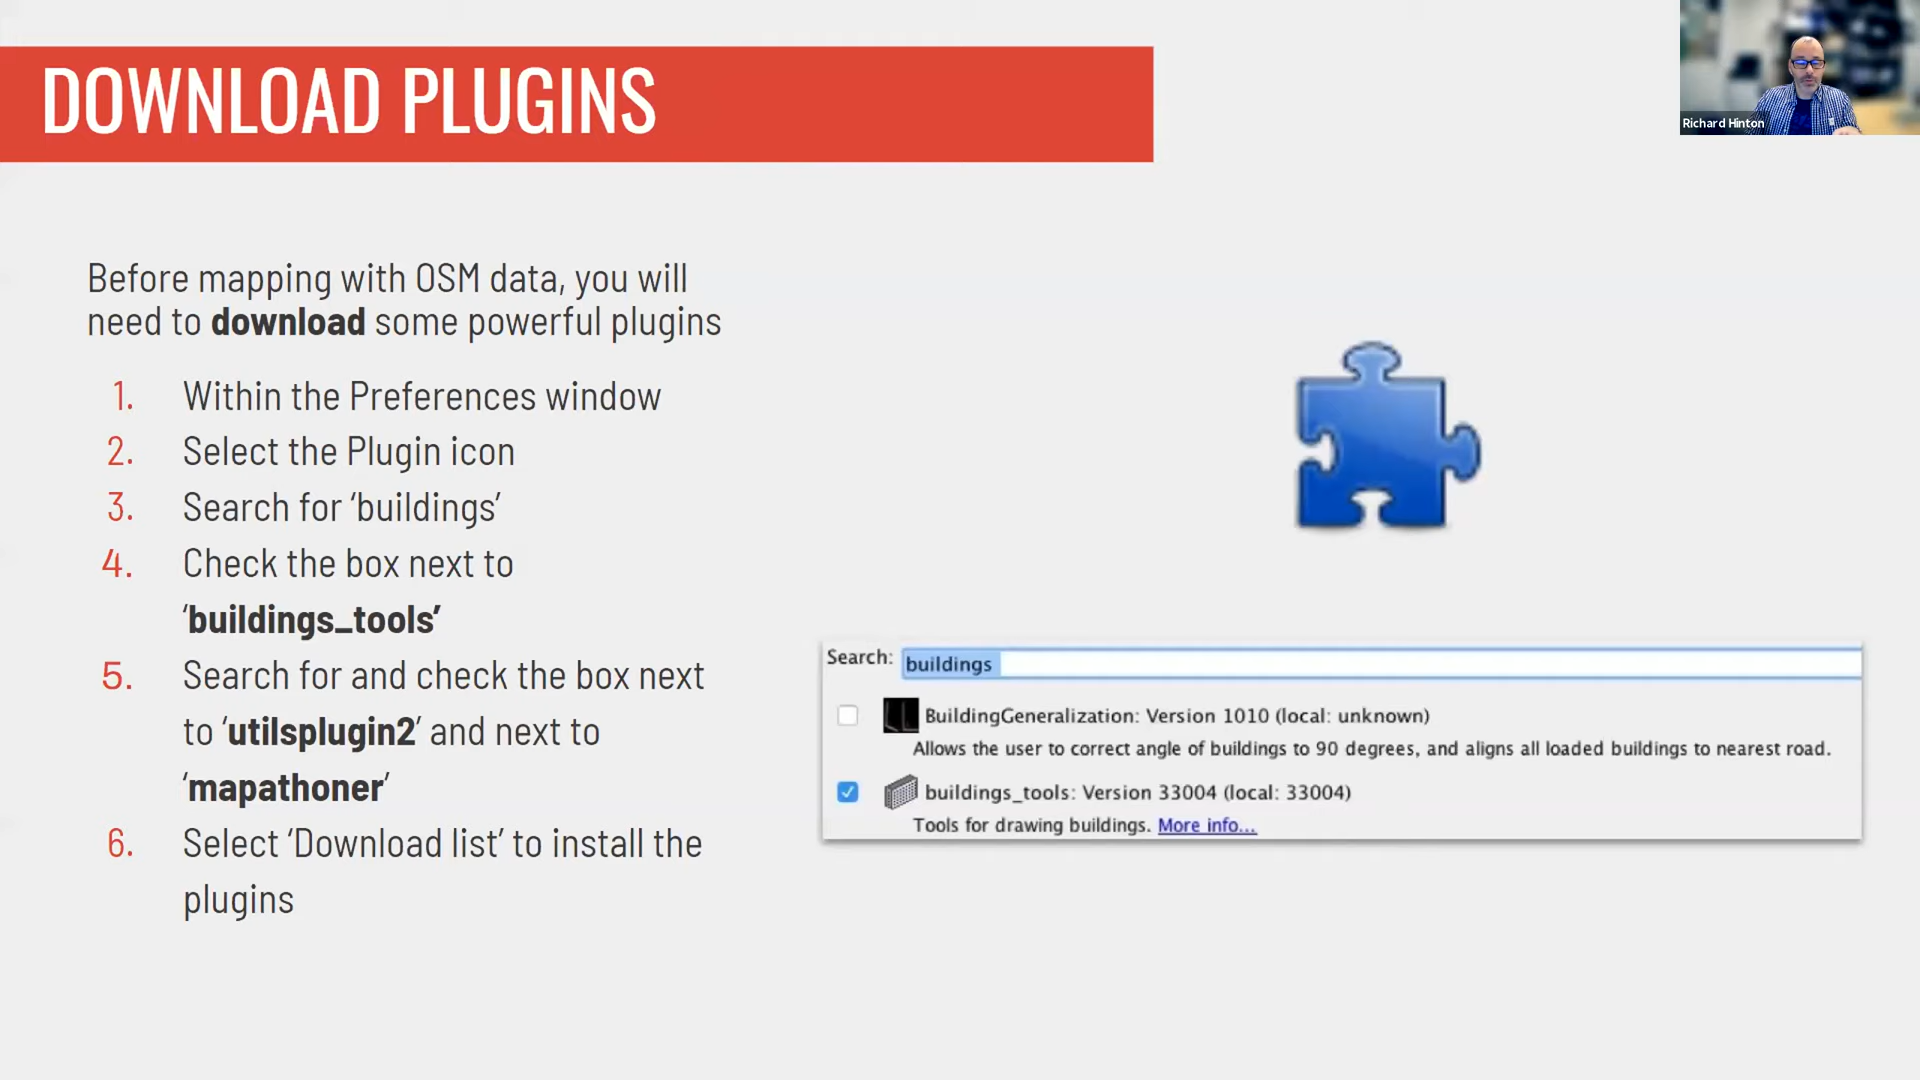 DOWNLOAD PLUGINS
Richard Hinton
Before mapping with OSM data, you will
need to download some powerful plugins
1. Within the Preferences window
2. Select the Plugin icon
3. Search for ‘buildings’
4. Check the box next to
‘buildings_tools’
5. Search for and check the box next
to ‘utilsplugin2’ and next to
‘mapathoner’
6. Select ‘Download list’ to install the
plugins
Search: buildings
BuildingGeneralization: Version 1010 (local: unknown)
Allows the user to correct angle of buildings to 90 degrees, and aligns all loaded buildings to nearest road.
buildings_tools: Version 33004 (local: 33004)
Tools for drawing buildings. More info...